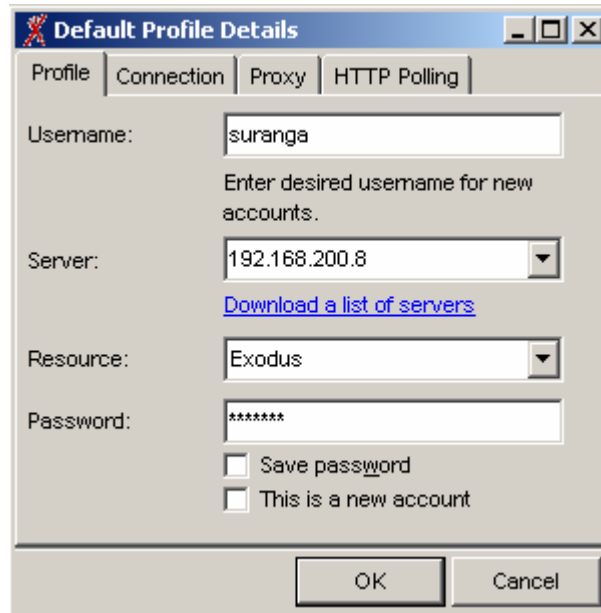 Default Profile Details
Profile Connection Proxy HTTP Polling
Username: suranga
Enter desired username for new
accounts.
Server: 192.168.200.8
Download a list of servers
Resource: Exodus
Password: *******
Save password
This is a new account
OK Cancel